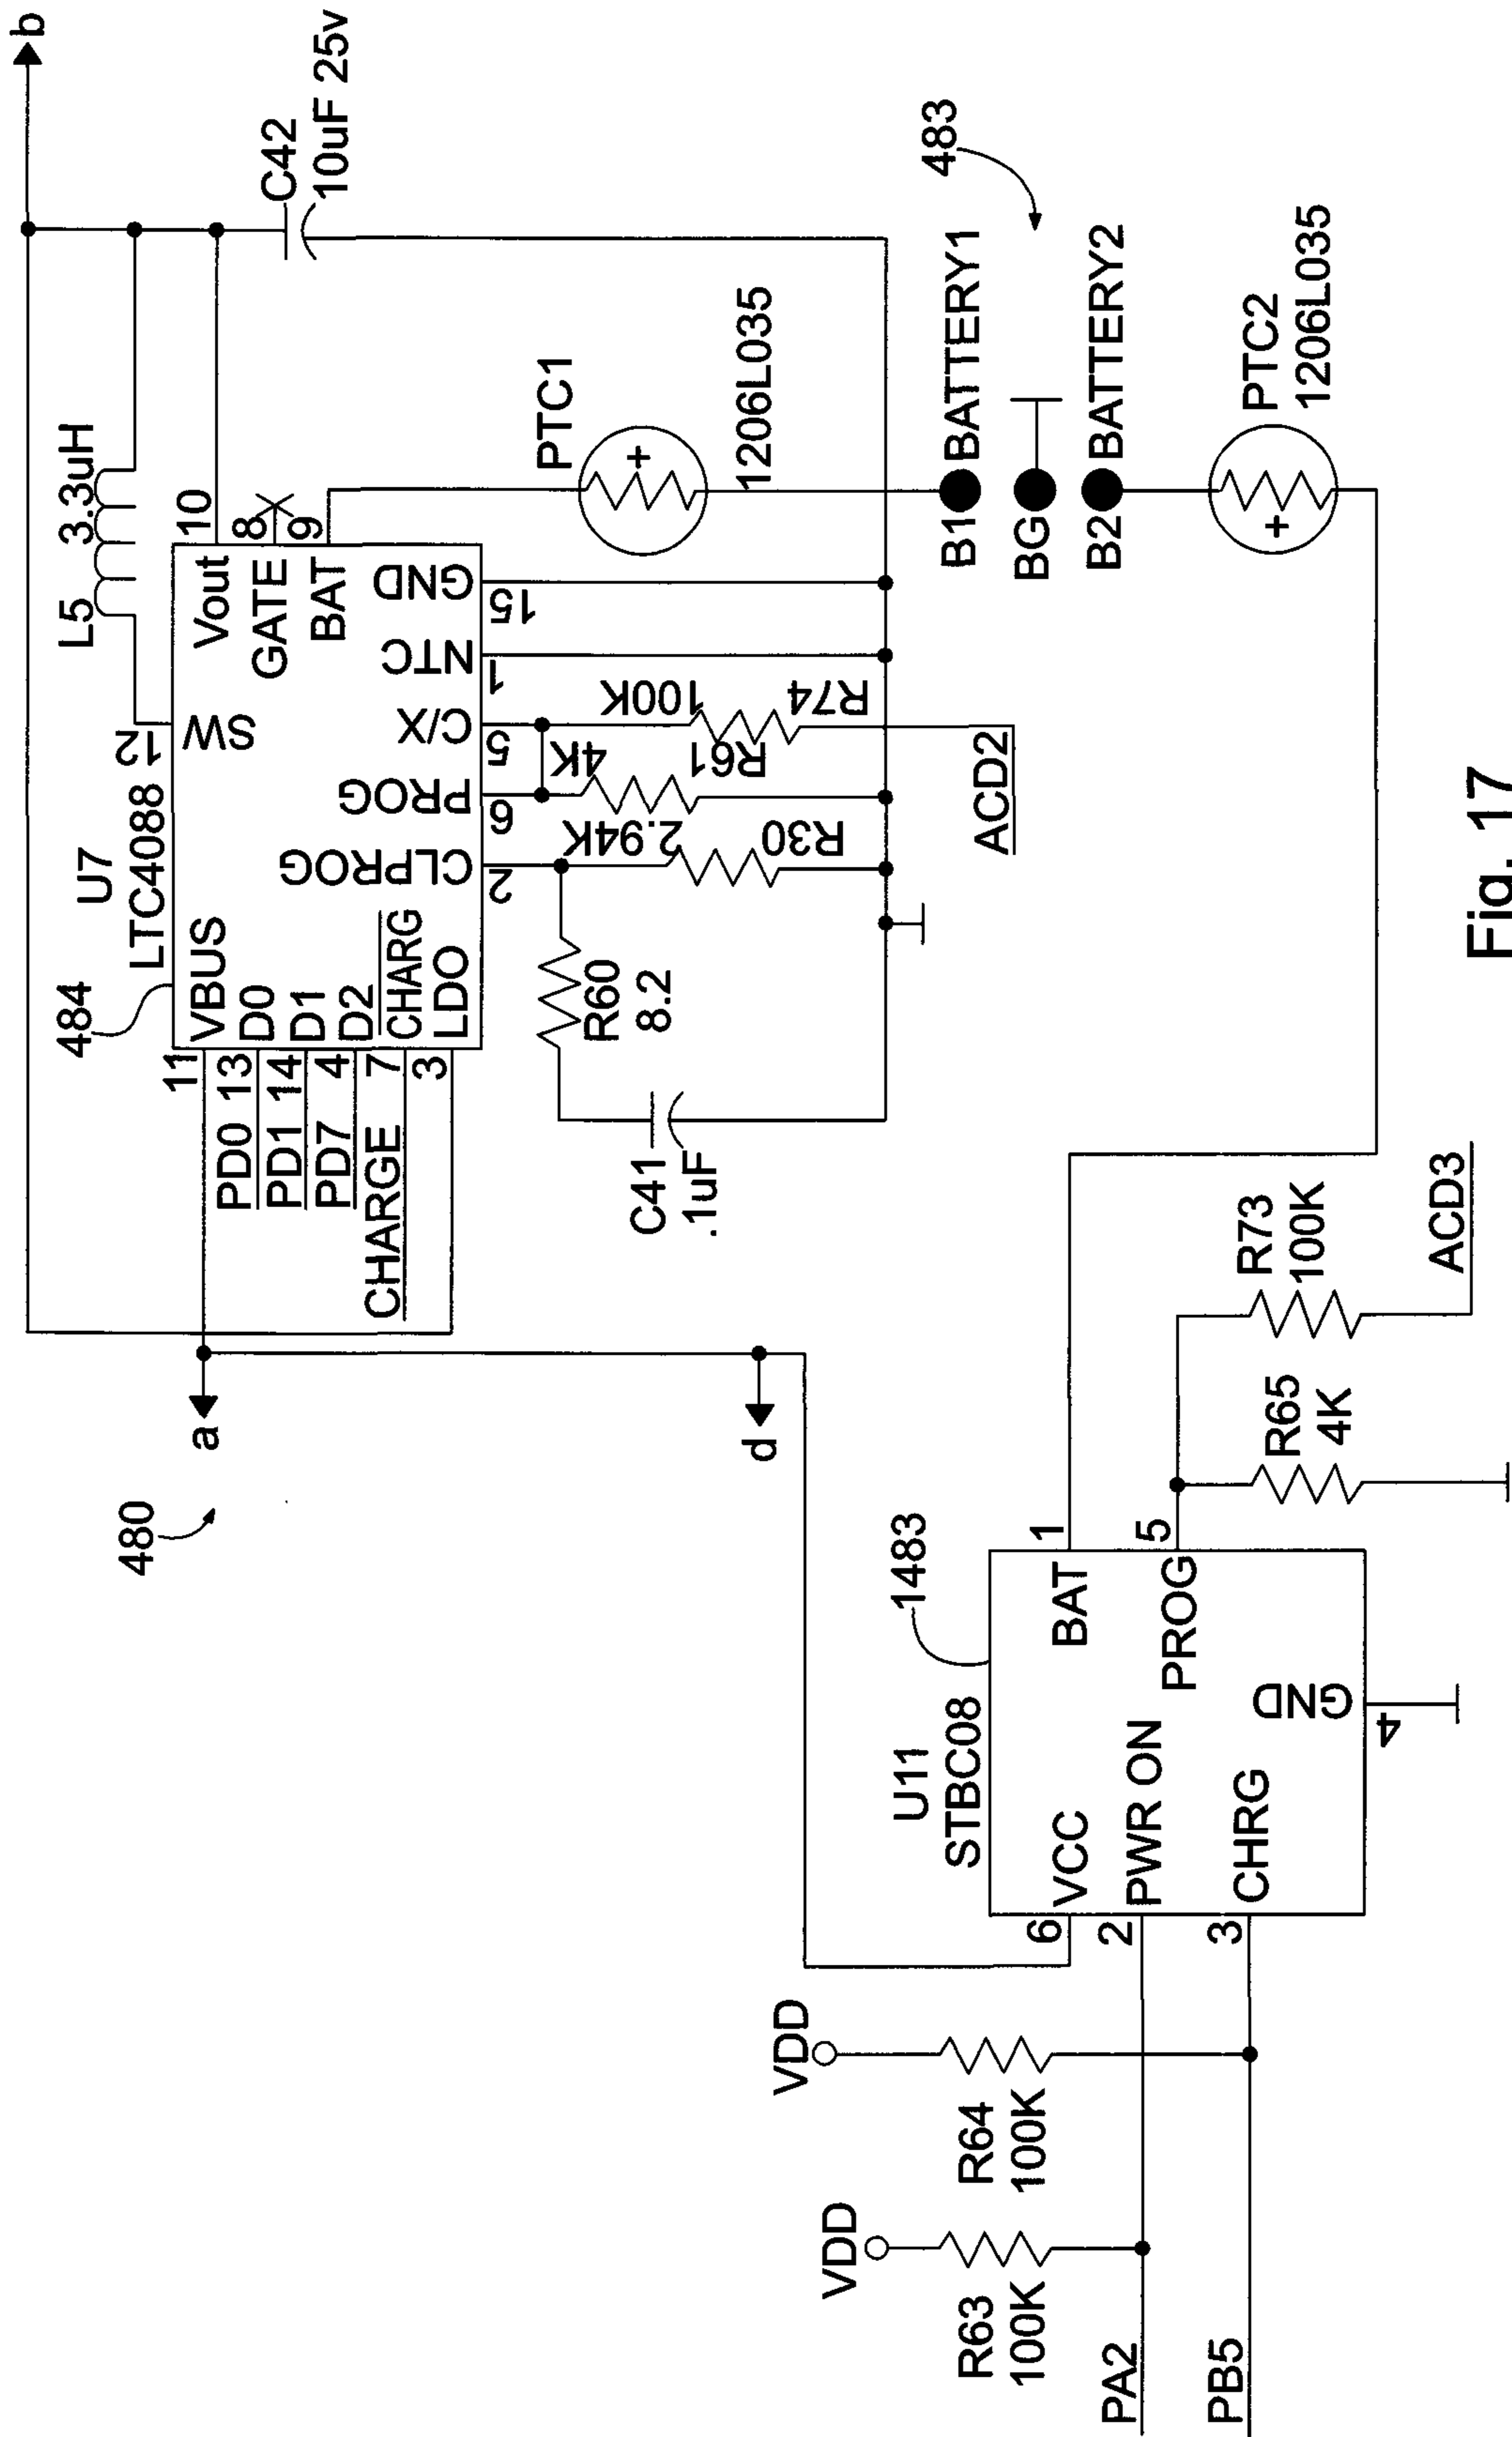 480
a
d
b
484
U7
LTC4088
11
VBUS
PD0 13
D0
PD1 14
D1
PD7 4
D2
CHARGE 7
CHARG
3
LDO
12
SW
L5 3.3uH
Vout
10
GATE
8
BAT
9
CLPROG
2
PROG
6
C/X
5
NTC
1
GND
15
C42
10uF 25v
R60
8.2
C41
.1uF
2.94K
R30
4K
R61
100K
R74
ACD2
PTC1
1206L035
483
B1 BATTERY1
BG
B2 BATTERY2
PTC2
1206L035
1483
U11
STBC08
6
VCC
2
PWR ON
3
CHRG
BAT
1
PROG
5
GND
4
R65
4K
R73
100K
ACD3
VDD
R64
100K
VDD
R63
100K
PA2
PB5
Fig. 17